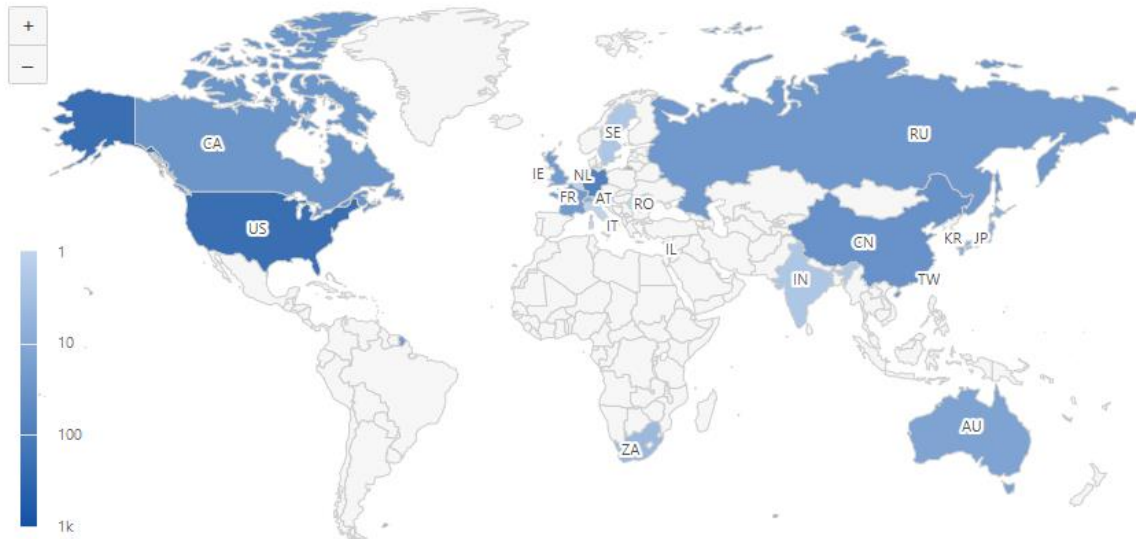 +
−
SE
RU
CA
IE
NL
FR
AT
RO
IT
US
IL
KR
JP
CN
TW
IN
1
10
100
1k
AU
ZA